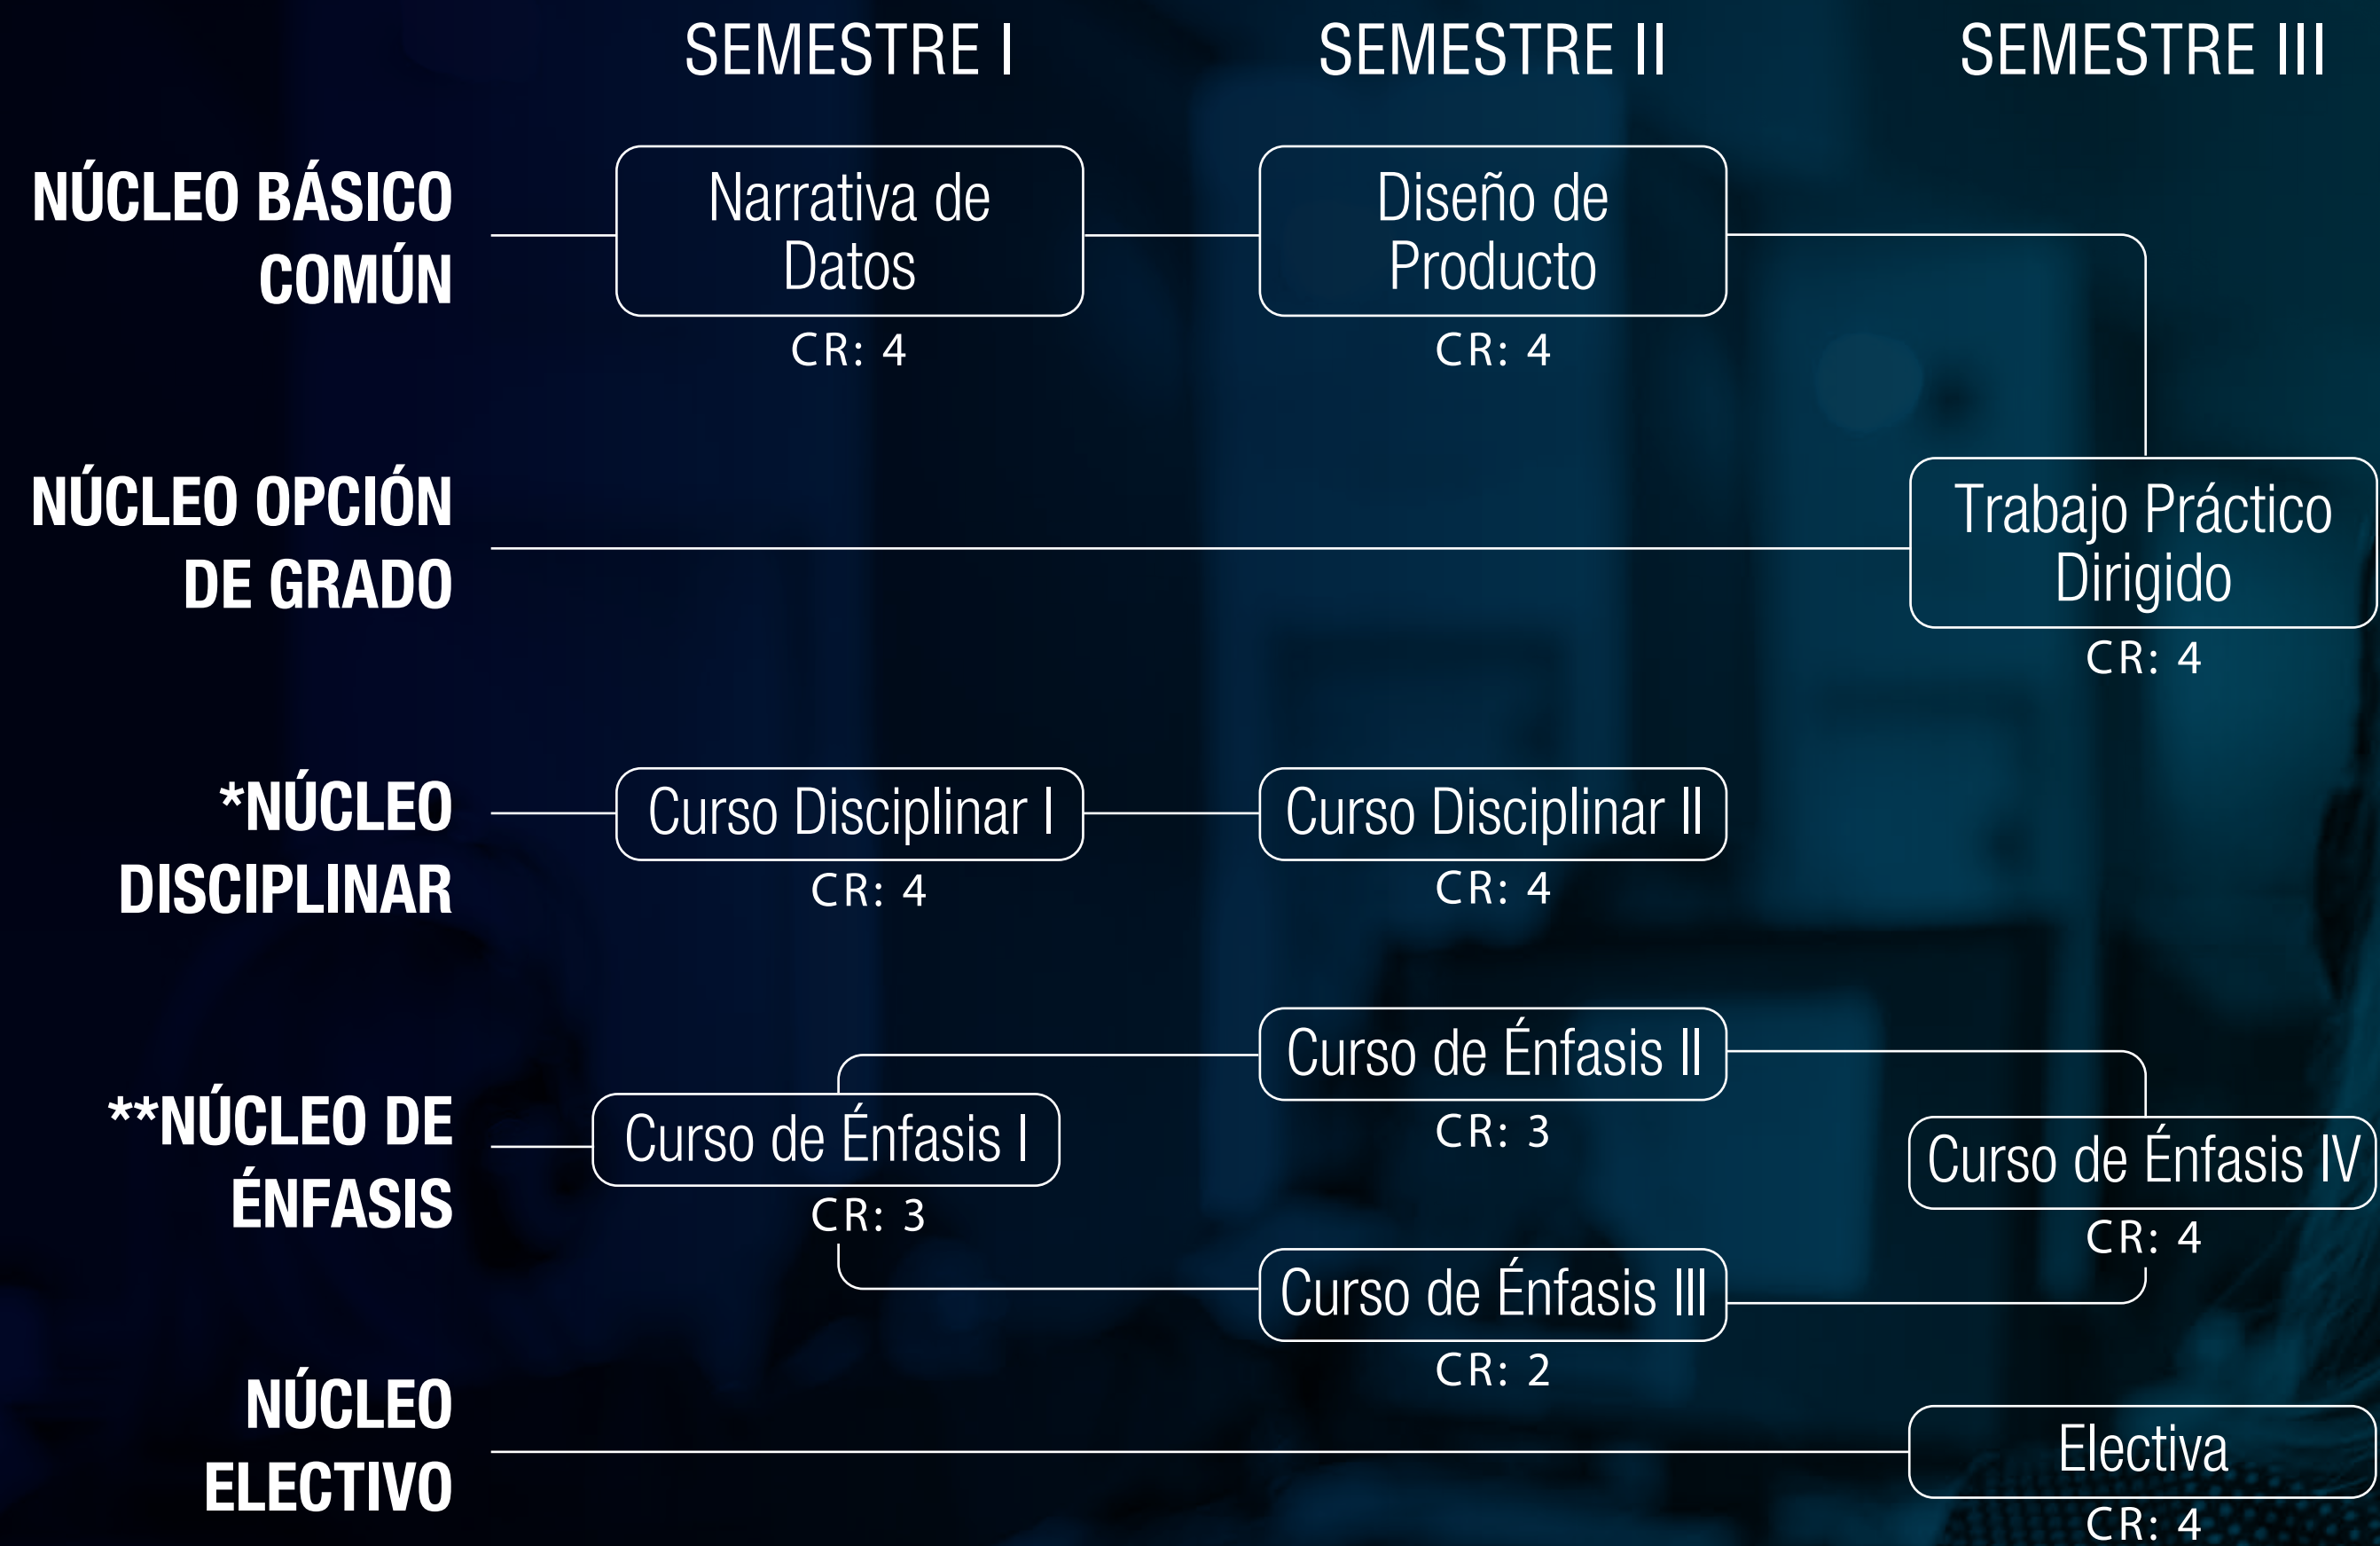 SEMESTRE I
SEMESTRE II
SEMESTRE III
NÚCLEO BÁSICO
COMÚN
Narrativa de
Datos
CR: 4
Diseño de
Producto
CR: 4
NÚCLEO OPCIÓN
DE GRADO
Trabajo Práctico
Dirigido
CR: 4
*NÚCLEO
DISCIPLINAR
Curso Disciplinar I
CR: 4
Curso Disciplinar II
CR: 4
**NÚCLEO DE
ÉNFASIS
Curso de Énfasis I
CR: 3
Curso de Énfasis II
CR: 3
Curso de Énfasis III
CR: 2
Curso de Énfasis IV
CR: 4
NÚCLEO
ELECTIVO
Electiva
CR: 4